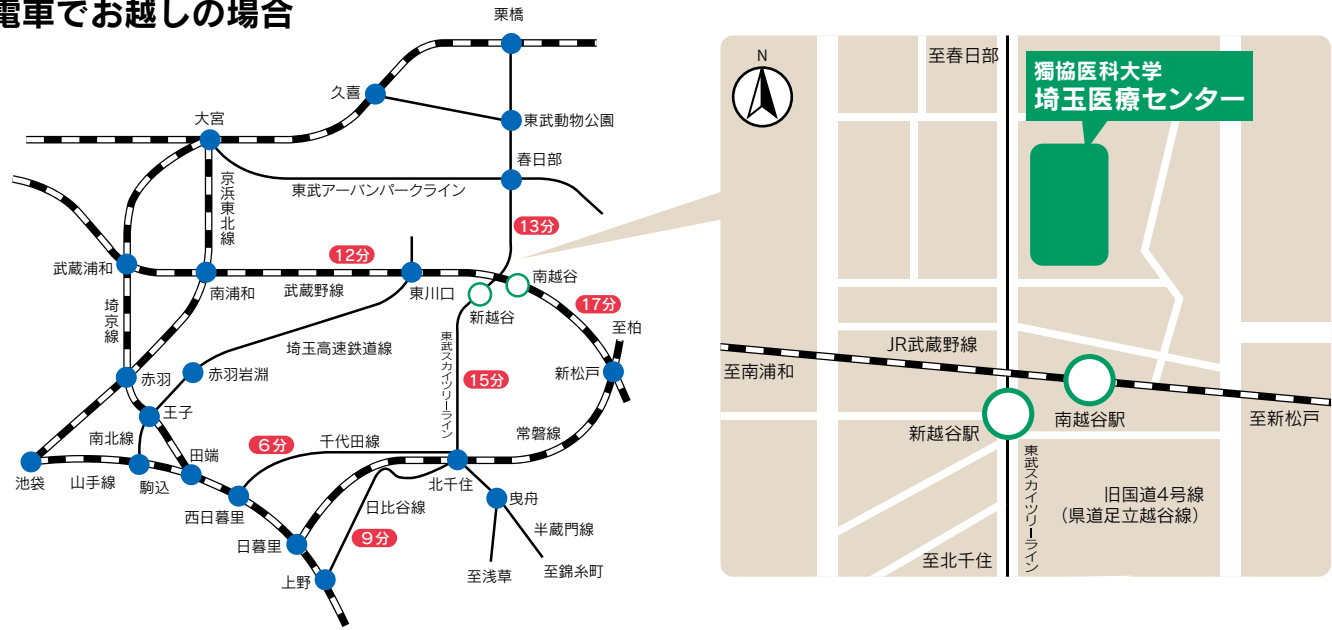 電車でお越しの場合
栗橋
久喜
東武動物公園
大宮
春日部
京浜東北線
東武アーバンパークライン
13分
12分
武蔵浦和
南浦和
武蔵野線
東川口
南越谷
新越谷
17分
至柏
埼京線
埼玉高速鉄道線
東武スカイツリーライン
赤羽
赤羽岩淵
15分
新松戸
王子
南北線
6分
千代田線
常磐線
田端
池袋
山手線
駒込
北千住
西日暮里
日比谷線
曳舟
半蔵門線
日暮里
9分
上野
至浅草
至錦糸町
N
至春日部
獨協医科大学
埼玉医療センター
JR武蔵野線
至南浦和
新越谷駅
南越谷駅
至新松戸
東武スカイツリーライン
旧国道4号線
（県道足立越谷線）
至北千住